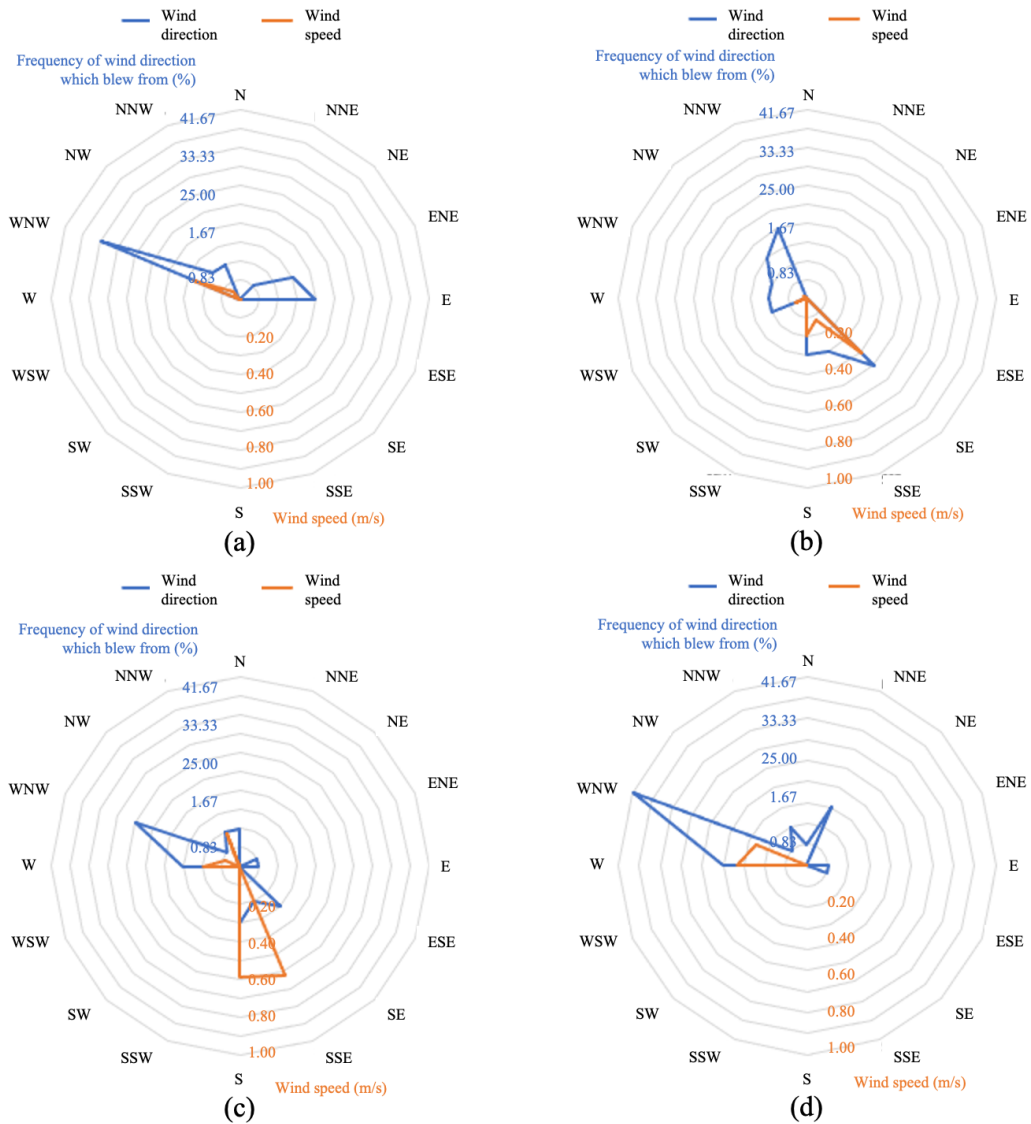 Wind direction
Wind speed
Frequency of wind direction
which blew from (%)
N
NNE
NE
ENE
E
ESE
SE
SSE
S
SSW
SW
WSW
W
WNW
NW
NNW
41.67
33.33
25.00
1.67
0.83
0.20
0.40
0.60
0.80
1.00
Wind speed (m/s)
(a)
Wind direction
Wind speed
Frequency of wind direction
which blew from (%)
N
NNE
NE
ENE
E
ESE
SE
SSE
S
SSW
SW
WSW
W
WNW
NW
NNW
41.67
33.33
25.00
1.67
0.83
0.20
0.40
0.60
0.80
1.00
Wind speed (m/s)
(b)
Wind direction
Wind speed
Frequency of wind direction
which blew from (%)
N
NNE
NE
ENE
E
ESE
SE
SSE
S
SSW
SW
WSW
W
WNW
NW
NNW
41.67
33.33
25.00
1.67
0.83
0.20
0.40
0.60
0.80
1.00
Wind speed (m/s)
(c)
Wind direction
Wind speed
Frequency of wind direction
which blew from (%)
N
NNE
NE
ENE
E
ESE
SE
SSE
S
SSW
SW
WSW
W
WNW
NW
NNW
41.67
33.33
25.00
1.67
0.83
0.20
0.40
0.60
0.80
1.00
Wind speed (m/s)
(d)